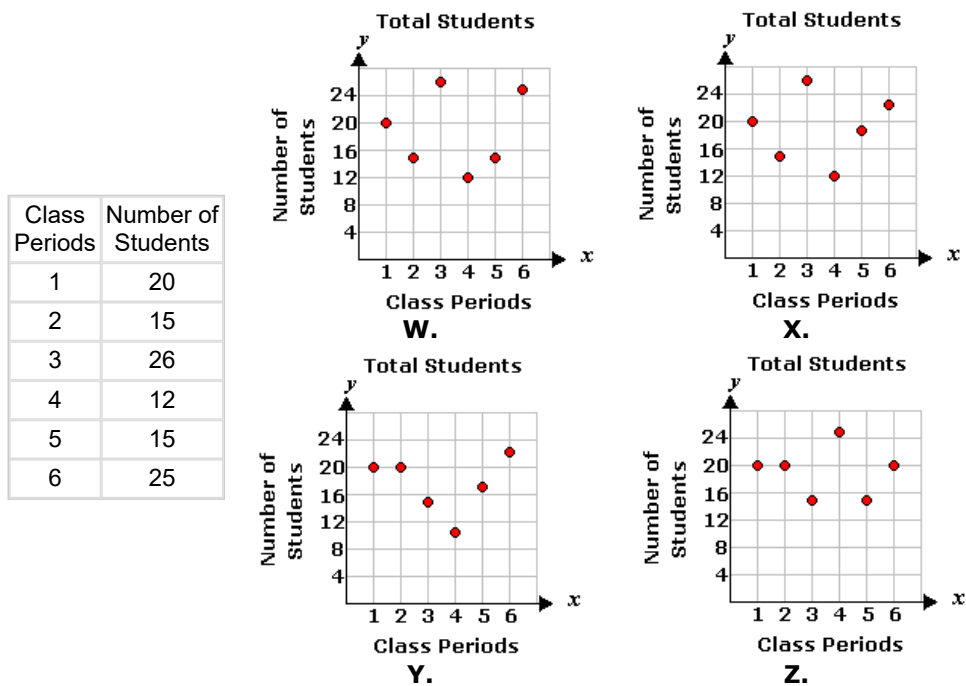 Class Periods Number of Students
1 20
2 15
3 26
4 12
5 15
6 25
Total Students
y
24
20
16
12
8
4
Number of
Students
1 2 3 4 5 6
x
Class Periods
W.
Total Students
y
24
20
16
12
8
4
Number of
Students
1 2 3 4 5 6
x
Class Periods
X.
Total Students
y
24
20
16
12
8
4
Number of
Students
1 2 3 4 5 6
x
Class Periods
Y.
Total Students
y
24
20
16
12
8
4
Number of
Students
1 2 3 4 5 6
x
Class Periods
Z.